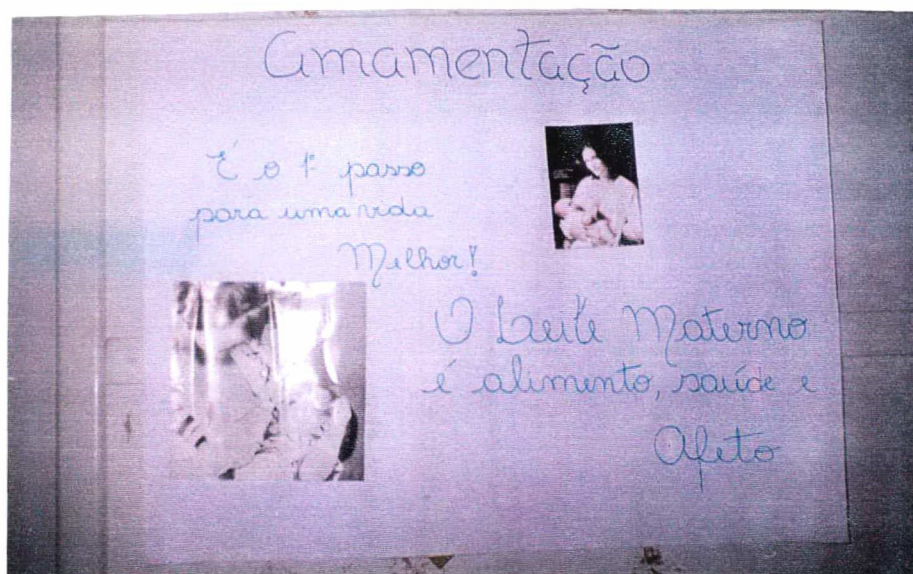 Amamentação
É o 1º passo
para uma vida
Melhor!
O Leite Materno
é alimento, saúde e
Afeto